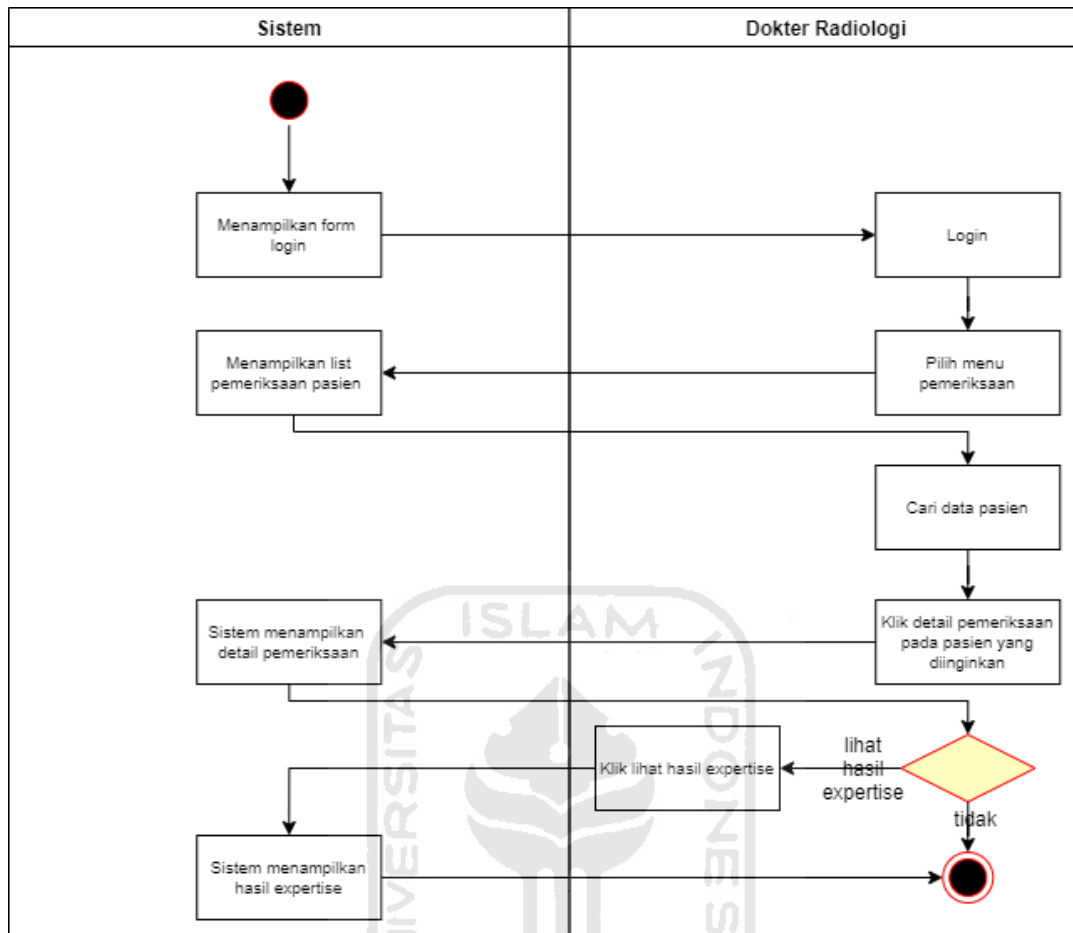 Sistem
Dokter Radiologi
Menampilkan form
login
Login
Menampilkan list
pemeriksaan pasien
Pilih menu
pemeriksaan
Cari data pasien
Sistem menampilkan
detail pemeriksaan
Klik detail pemeriksaan
pada pasien yang
diinginkan
Klik lihat hasil expertise
lihat
hasil
expertise
tidak
Sistem menampilkan
hasil expertise
ISLAM